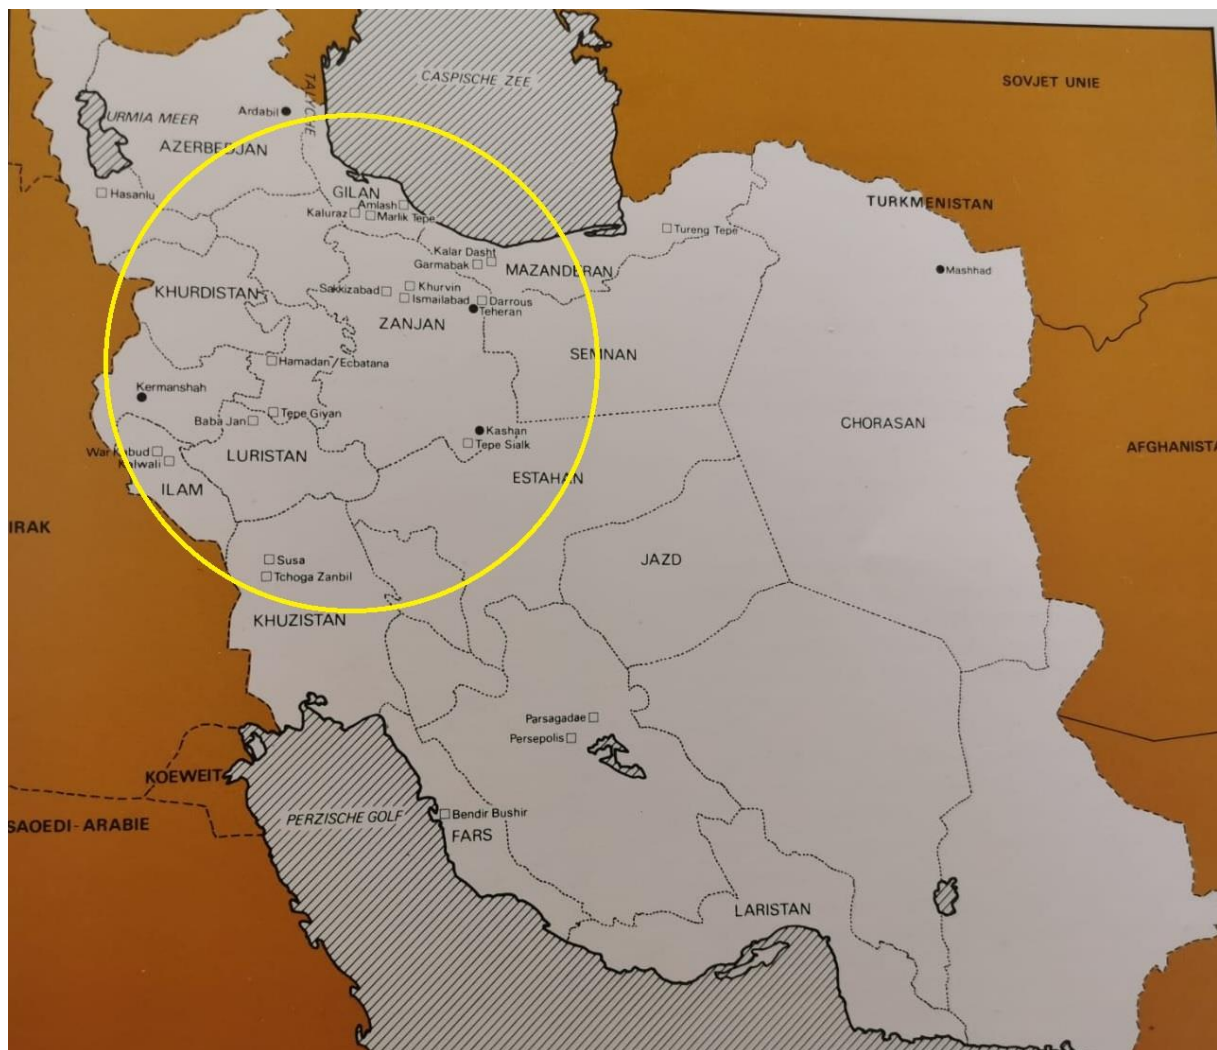 CASPISCHE ZEE
SOVJET UNIE
TALYCHE
Ardabil
URMIA MEER
AZERBEDJAN
Hasanlu
GILAN
Amlash
Kaluraz
Marlik Tepe
TURKMENISTAN
Tureng Tepe
Kalar Dasht
Garmabak
MAZANDERAN
Mashhad
KHURDISTAN
Sakkizabad
Khurvin
Ismailabad
Darrous
Teheran
ZANJAN
SEMNAN
Hamadan/Ecbatana
Kermanshah
Baba Jan
Tepe Giyan
CHORASAN
Kashan
Tepe Sialk
War Kabud
Kalwali
LURISTAN
AFGHANISTA
ESTAHAN
ILAM
IRAK
Susa
Tchoga Zanbil
JAZD
KHUZISTAN
Parsagadae
Persepolis
KOEWEIT
SAOEDI-ARABIE
PERZISCHE GOLF
Bendir Bushir
FARS
LARISTAN